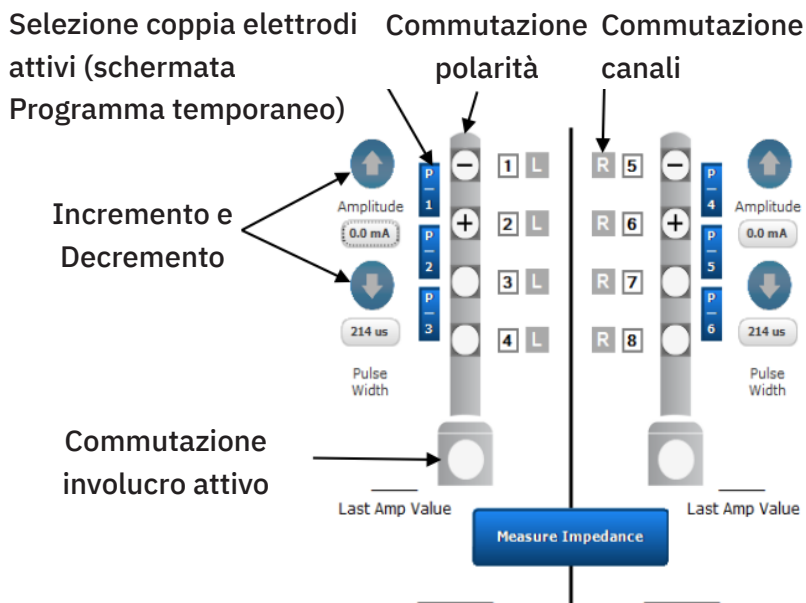 Selezione coppia elettrodi
attivi (schermata
Programma temporaneo)
Commutazione
polarità
Commutazione
canali
Incremento e
Decremento
Commutazione
involucro attivo
Amplitude
0.0 mA
214 us
Pulse
Width
P
—
1
P
—
2
P
—
3
−
+
1 L
2 L
3 L
4 L
Last Amp Value
R 5
R 6
R 7
R 8
−
+
P
—
4
P
—
5
P
—
6
Amplitude
0.0 mA
214 us
Pulse
Width
Last Amp Value
Measure Impedance